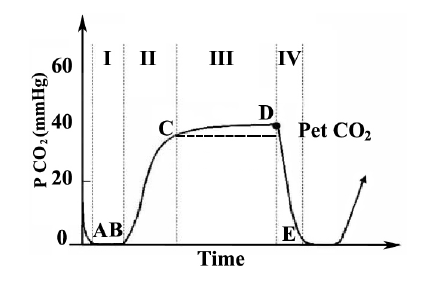 60
40
20
0
P CO₂ (mmHg)
I II III IV
C
D
Pet CO₂
AB
E
Time